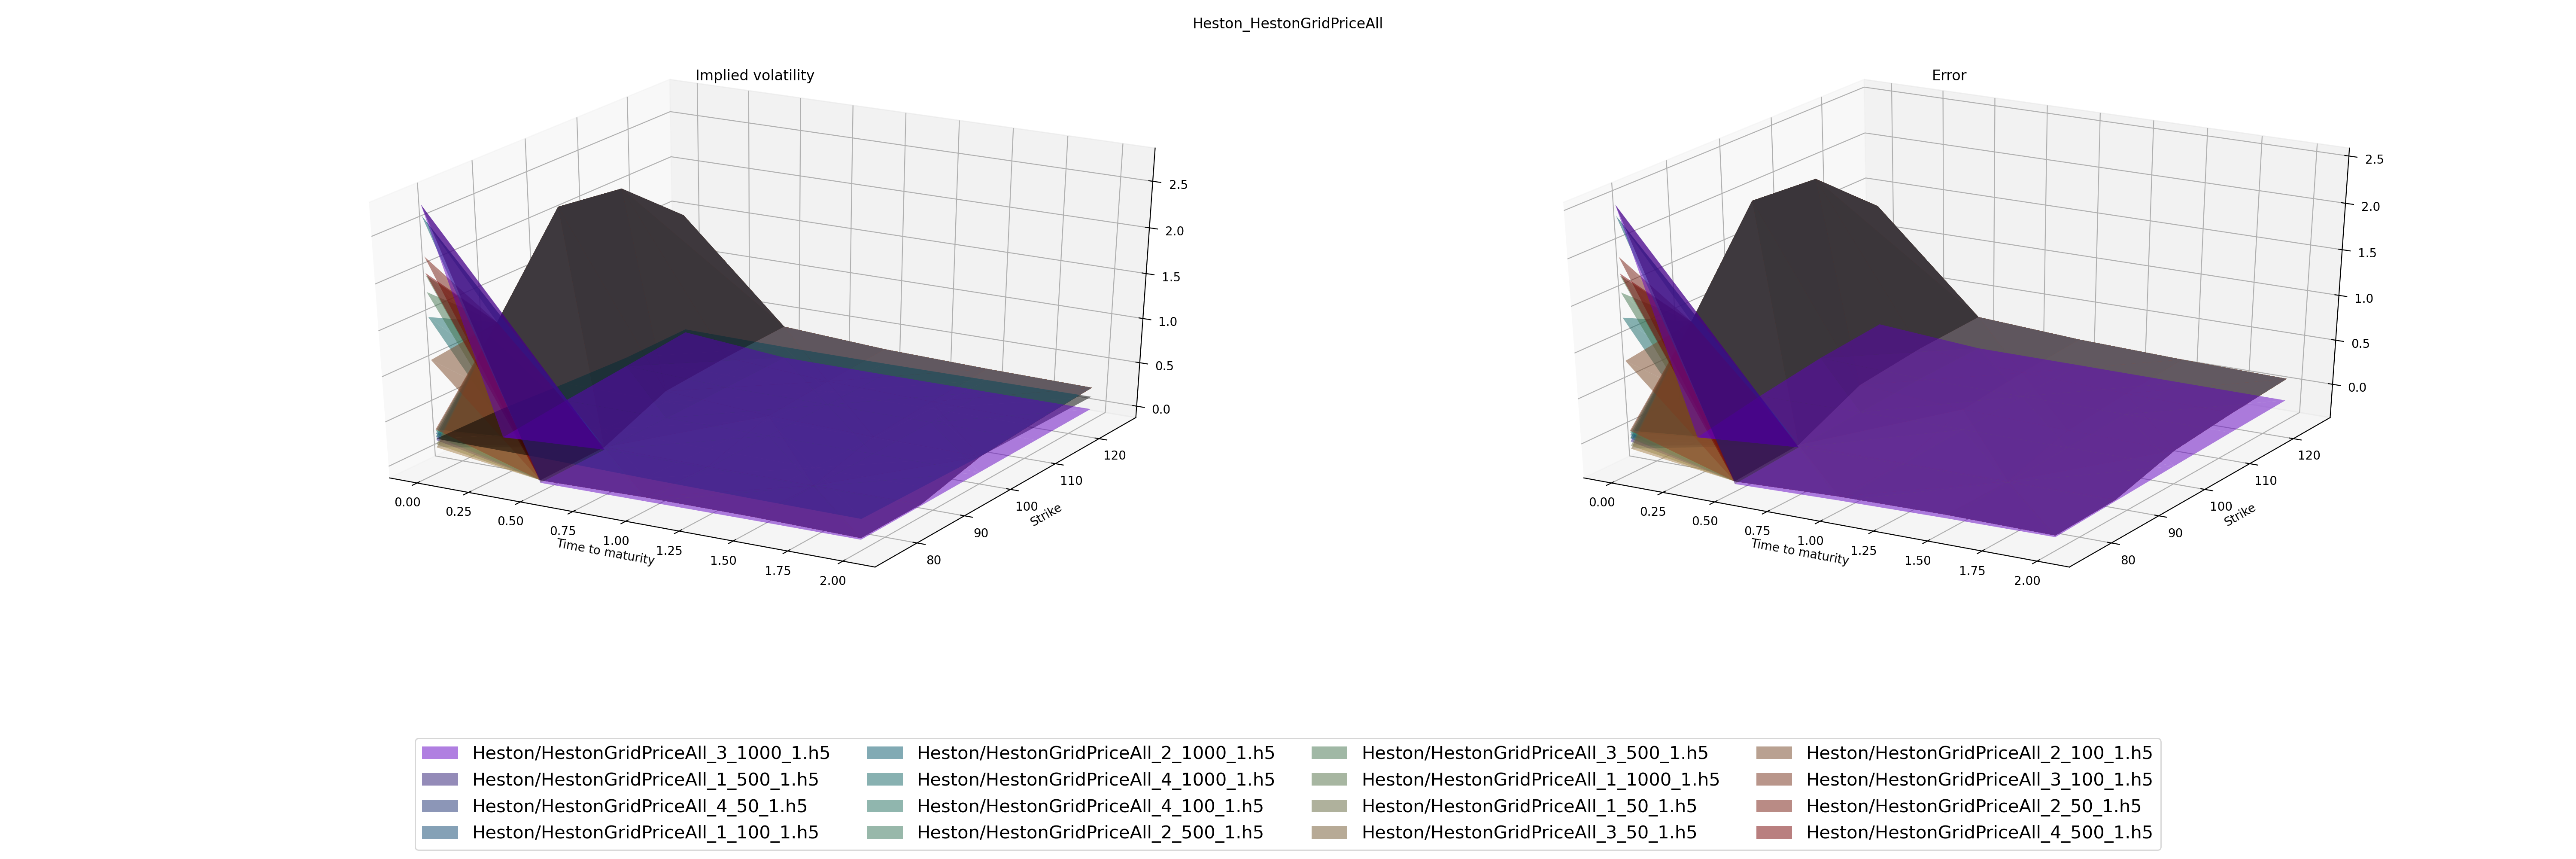 Heston_HestonGridPriceAll
Implied volatility
2.5
2.0
1.5
1.0
0.5
0.0
120
110
100
90
80
Strike
0.00
0.25
0.50
0.75
1.00
1.25
1.50
1.75
2.00
Time to maturity
Error
2.5
2.0
1.5
1.0
0.5
0.0
120
110
100
90
80
Strike
0.00
0.25
0.50
0.75
1.00
1.25
1.50
1.75
2.00
Time to maturity
Heston/HestonGridPriceAll_3_1000_1.h5
Heston/HestonGridPriceAll_1_500_1.h5
Heston/HestonGridPriceAll_4_50_1.h5
Heston/HestonGridPriceAll_1_100_1.h5
Heston/HestonGridPriceAll_2_1000_1.h5
Heston/HestonGridPriceAll_4_1000_1.h5
Heston/HestonGridPriceAll_4_100_1.h5
Heston/HestonGridPriceAll_2_500_1.h5
Heston/HestonGridPriceAll_3_500_1.h5
Heston/HestonGridPriceAll_1_1000_1.h5
Heston/HestonGridPriceAll_1_50_1.h5
Heston/HestonGridPriceAll_3_50_1.h5
Heston/HestonGridPriceAll_2_100_1.h5
Heston/HestonGridPriceAll_3_100_1.h5
Heston/HestonGridPriceAll_2_50_1.h5
Heston/HestonGridPriceAll_4_500_1.h5